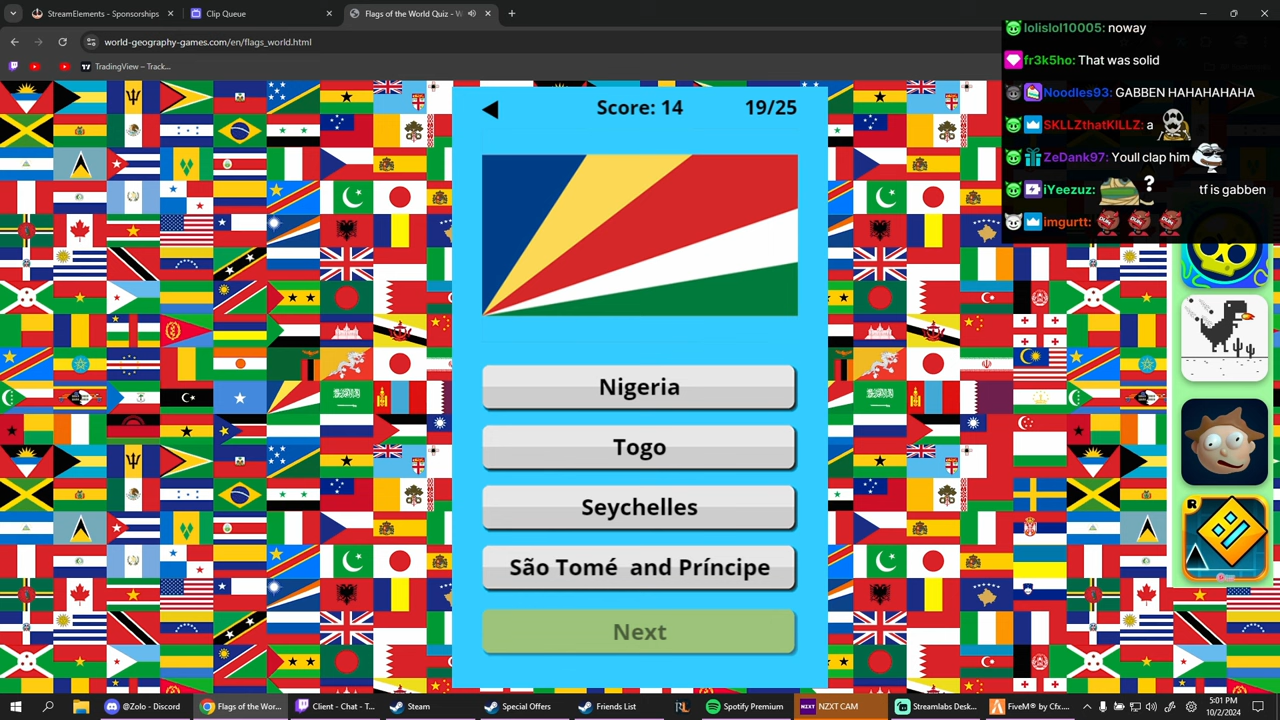 StreamElements - Sponsorships
Clip Queue
Flags of the World Quiz - W
world-geography-games.com/en/flags_world.html
TradingView – Track...
lolislol10005: noway
fr3k5ho: That was solid
Noodles93: GABBEN HAHAHAHAHA
SKLLZthatKILLZ: a
ZeDank97: Youll clap him
iYeezuz: ? tf is gabben
imgurtt:
Score: 14
19/25
Nigeria
Togo
Seychelles
São Tomé and Príncipe
Next
R
@Zolo - Discord
Flags of the Wor...
Client - Chat - T...
Steam
Special Offers
Friends List
Spotify Premium
NZXT
NZXT CAM
Streamlabs Desk...
FiveM® by Cfx....
5:01 PM
10/2/2024